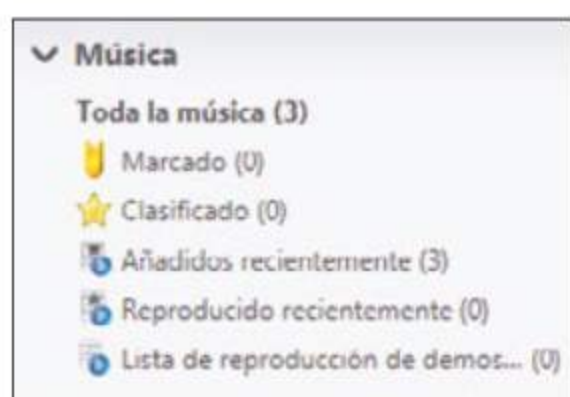 Música
Toda la música (3)
Marcado (0)
Clasificado (0)
Añadidos recientemente (3)
Reproducido recientemente (0)
Lista de reproducción de demos... (0)